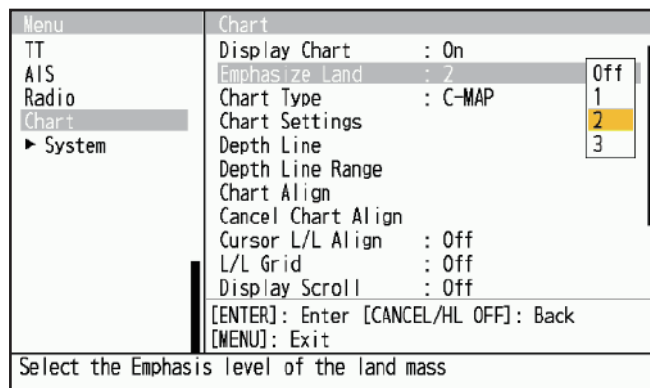 Menu
TT
AIS
Radio
Chart
► System
Chart
Display Chart : On
Emphasize Land : 2
Chart Type : C-MAP
Chart Settings
Depth Line
Depth Line Range
Chart Align
Cancel Chart Align
Cursor L/L Align : Off
L/L Grid : Off
Display Scroll : Off
Off
1
2
3
[ENTER]: Enter [CANCEL/HL OFF]: Back
[MENU]: Exit
Select the Emphasis level of the land mass